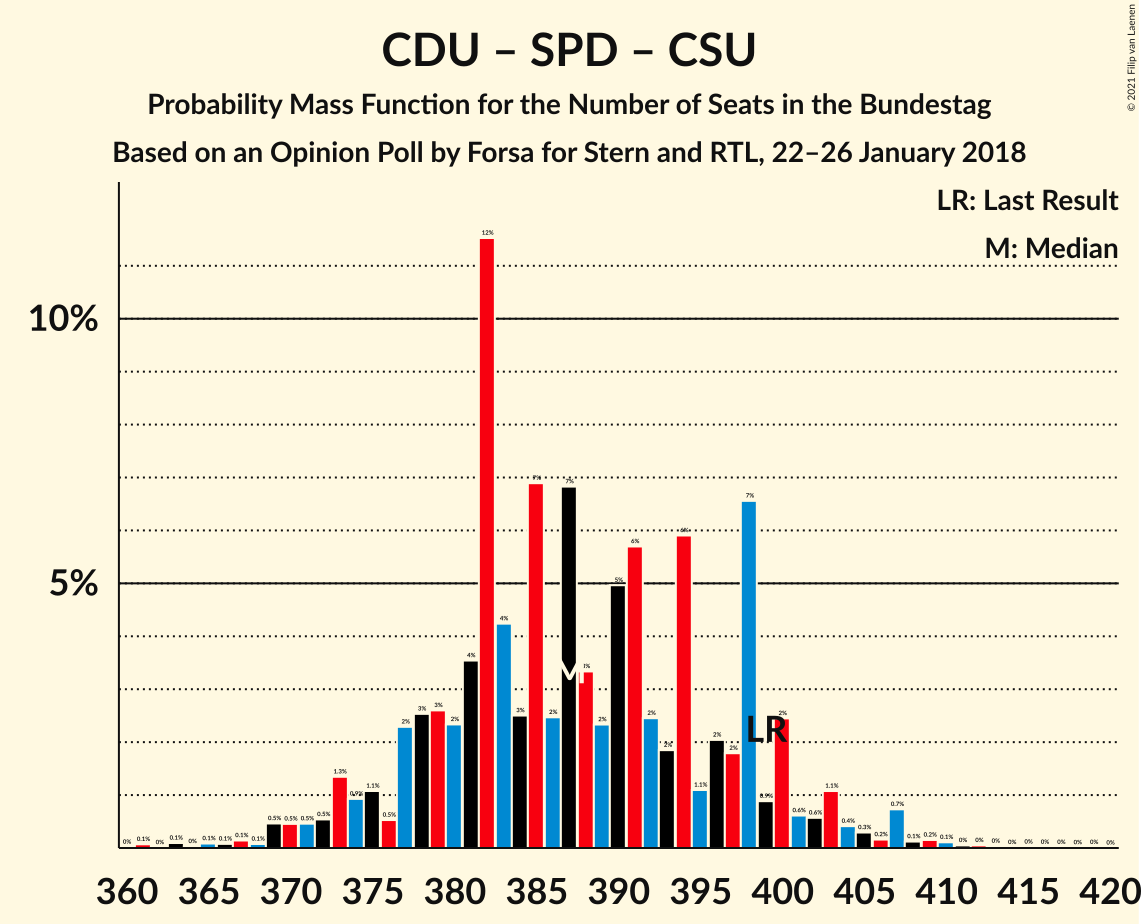 CDU – SPD – CSU
Probability Mass Function for the Number of Seats in the Bundestag
Based on an Opinion Poll by Forsa for Stern and RTL, 22–26 January 2018
© 2021 Filip van Laenen
LR: Last Result
M: Median
10%
5%
0% 0.1% 0% 0.1% 0% 0.1% 0.1% 0.1% 0.1% 0.5% 0.5% 0.5% 0.5% 1.3% 0.9% 1.1% 0.5% 2% 3% 3% 2% 4% 12% 4% 3% 7% 2% 7% 2% 5% 6% 2% 2% 6% 1.1% 2% 2% 7% 0.9% 2% 0.6% 0.6% 1.1% 0.4% 0.3% 0.2% 0.7% 0.1% 0.2% 0.1% 0% 0% 0% 0% 0% 0% 0% 0% 0% 0%
M
LR
360 365 370 375 380 385 390 395 400 405 410 415 420